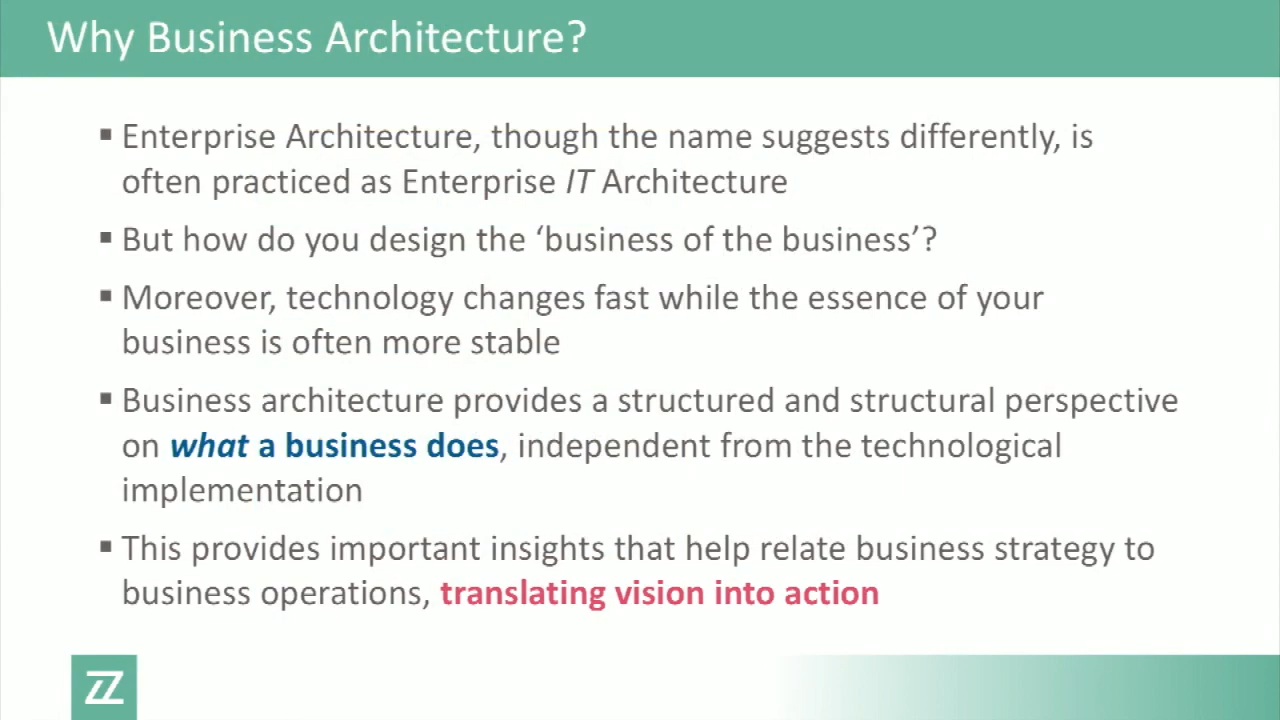 Why Business Architecture?
▪ Enterprise Architecture, though the name suggests differently, is
often practiced as Enterprise IT Architecture
▪ But how do you design the ‘business of the business’?
▪ Moreover, technology changes fast while the essence of your
business is often more stable
▪ Business architecture provides a structured and structural perspective
on what a business does, independent from the technological
implementation
▪ This provides important insights that help relate business strategy to
business operations, translating vision into action
ZZ